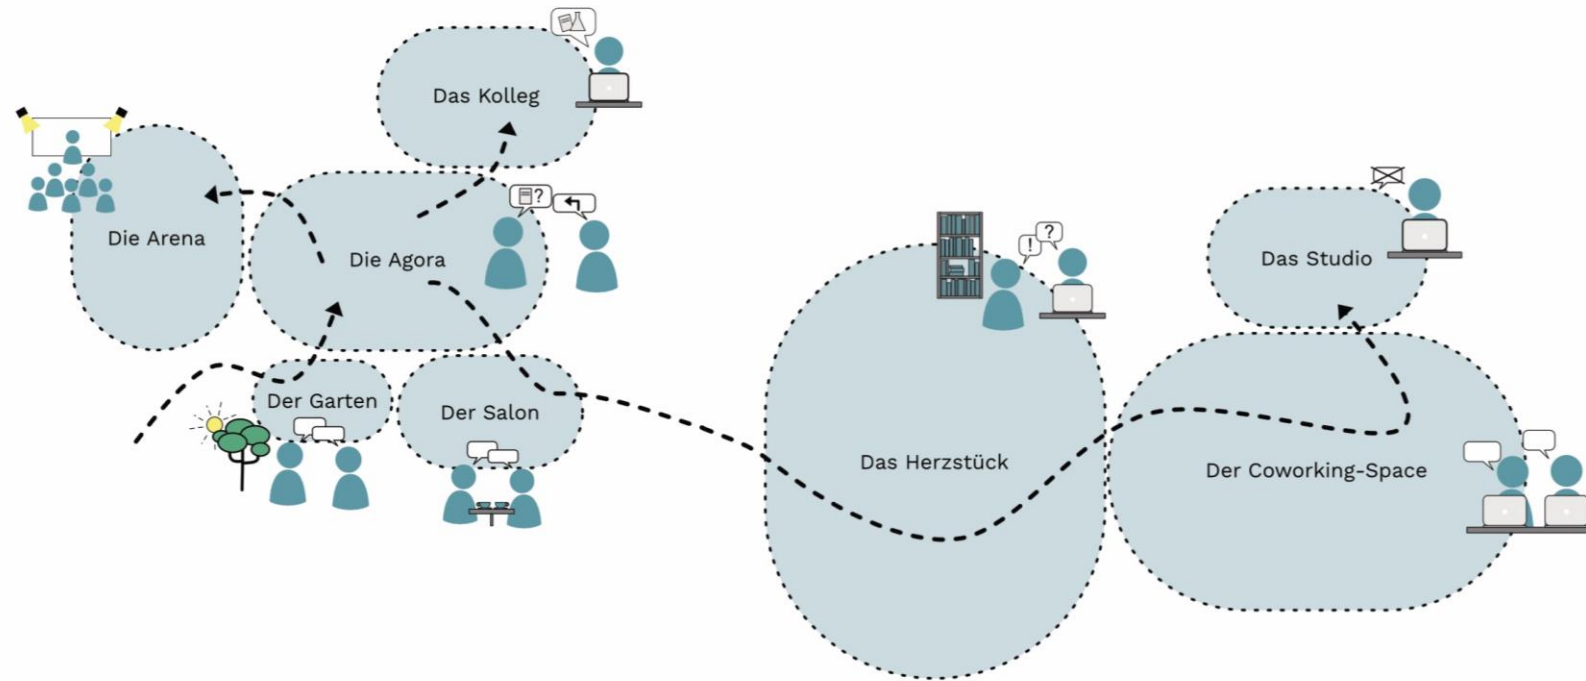 Das Kolleg
?
Die Arena
Die Agora
! ?
Das Studio
Der Garten
Der Salon
Das Herzstück
Der Coworking-Space